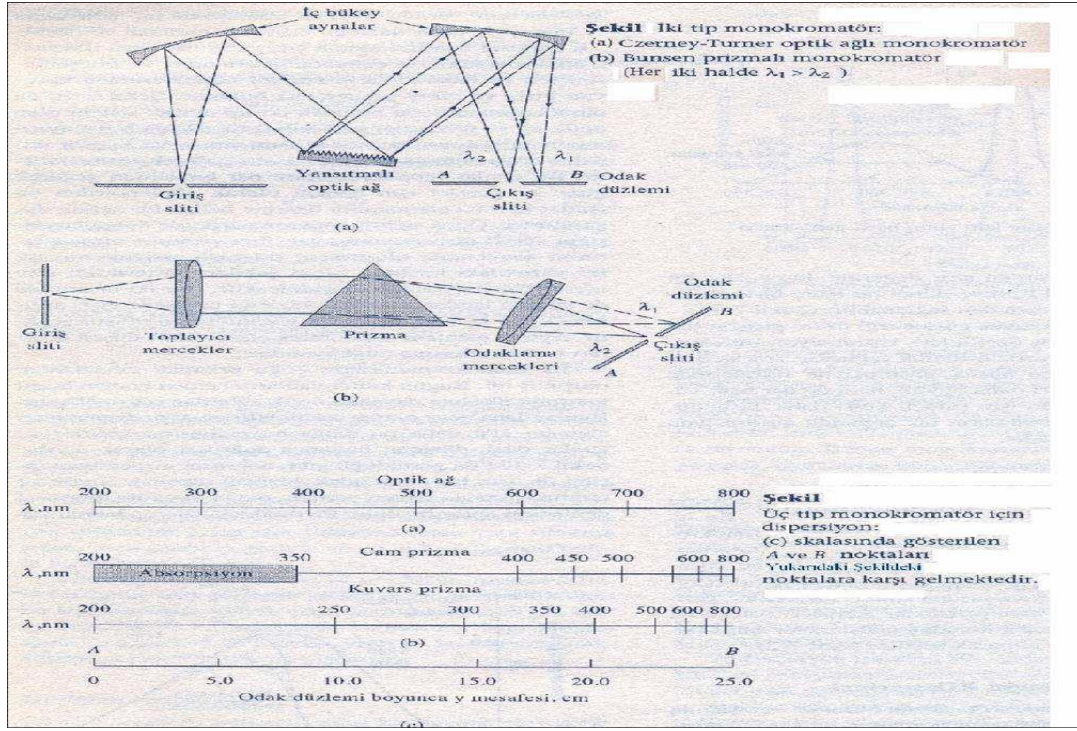 İç bükey
aynalar
Şekil İki tip monokromatör:
(a) Czerney-Turner optik ağlı monokromatör
(b) Bunsen prizmalı monokromatör
(Her iki halde λ₁ > λ₂ )
λ₂ λ₁
A B Odak
düzlemi
Giriş
sliti
Yansıtmalı
optik ağ
Çıkış
sliti
(a)
Giriş
sliti
Toplayıcı
mercekler
Prizma
Odaklama
mercekleri
λ₁
λ₂
Odak
düzlemi
B
Çıkış
sliti
A
(b)
Optik ağ
200 300 400 500 600 700 800
λ,nm
(a)
Cam prizma
200 350 400 450 500 600 800
λ,nm Absorpsiyon
Kuvars prizma
200 250 300 350 400 500 600 800
λ,nm
(b)
A B
0 5.0 10.0 15.0 20.0 25.0
Odak düzlemi boyunca y mesafesi, cm
(c)
Şekil
Üç tip monokromatör için
dispersiyon:
(c) skalasında gösterilen
A ve B noktaları
Yukarıdaki Şekildeki
noktalara karşı gelmektedir.